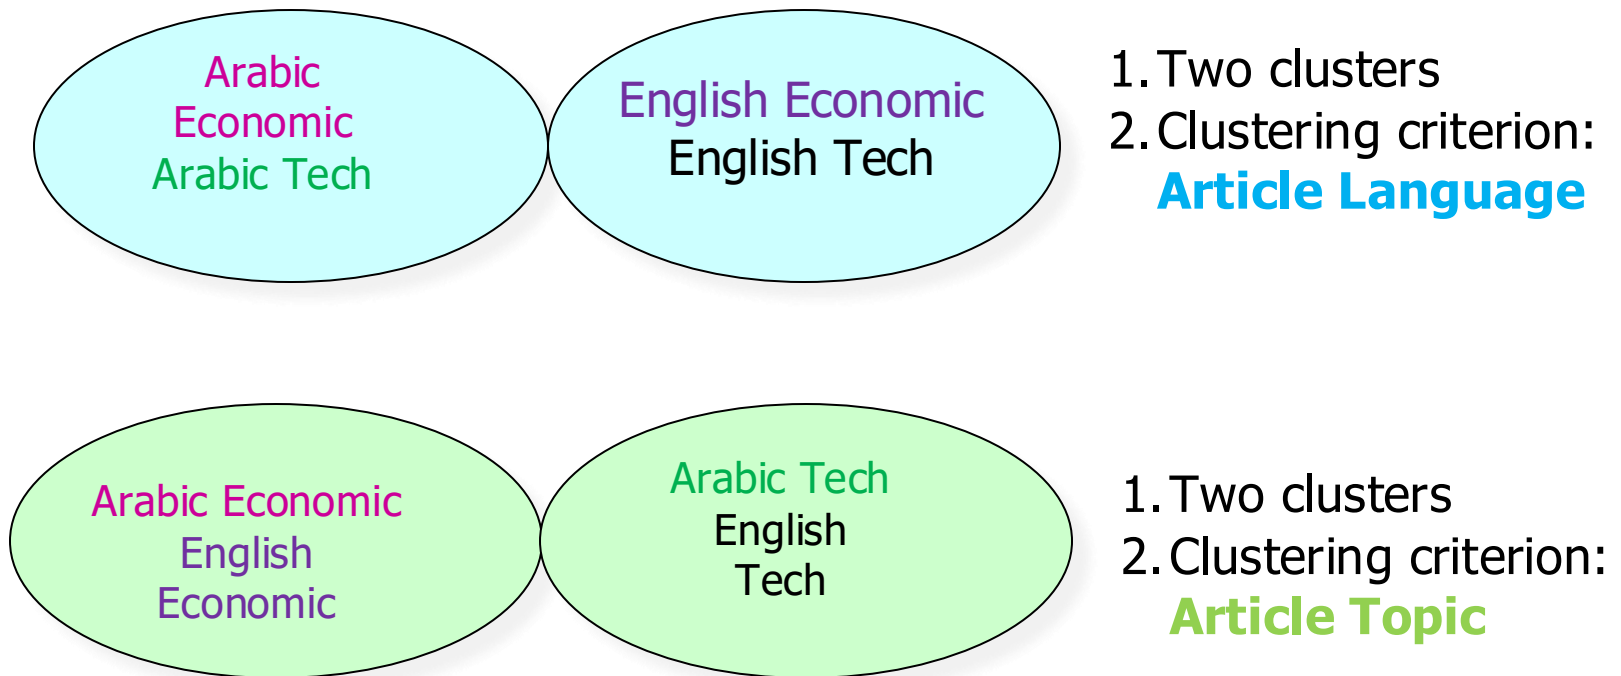 Arabic
Economic
Arabic Tech
English Economic
English Tech
1. Two clusters
2. Clustering criterion:
Article Language
Arabic Economic
English
Economic
Arabic Tech
English
Tech
1. Two clusters
2. Clustering criterion:
Article Topic